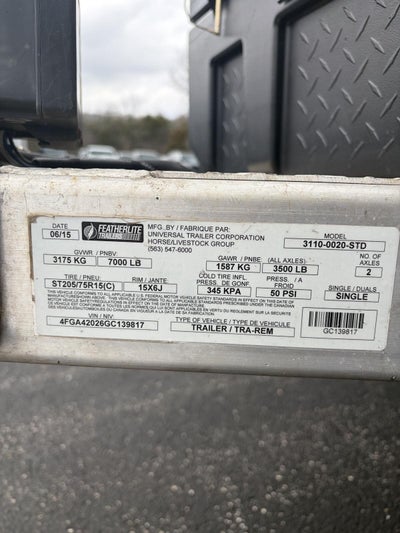 DATE
06/15
FEATHERLITE
TRAILERS
MFG.BY / FABRIQUE PAR:
UNIVERSAL TRAILER CORPORATION
HORSE/LIVESTOCK GROUP
(563) 547-6000
MODEL
3110-0020-STD
GVWR / PNBV:
3175 KG 7000 LB
GAWR / PNBE (ALL AXLES)
1587 KG 3500 LB
NO. OF AXLES
2
TIRE / PNEU:
ST205/75R15(C)
RIM / JANTE:
15X6J
COLD TIRE INFL. PRESS. / A
PRESS. DE GONF. FROID
345 KPA 50 PSI
SINGLE / DUALS
SINGLE
VIN / NIV:
4FGA42026GC139817
TYPE OF VEHICLE / TYPE DE VEHICULE:
TRAILER / TRA-REM
GC139817